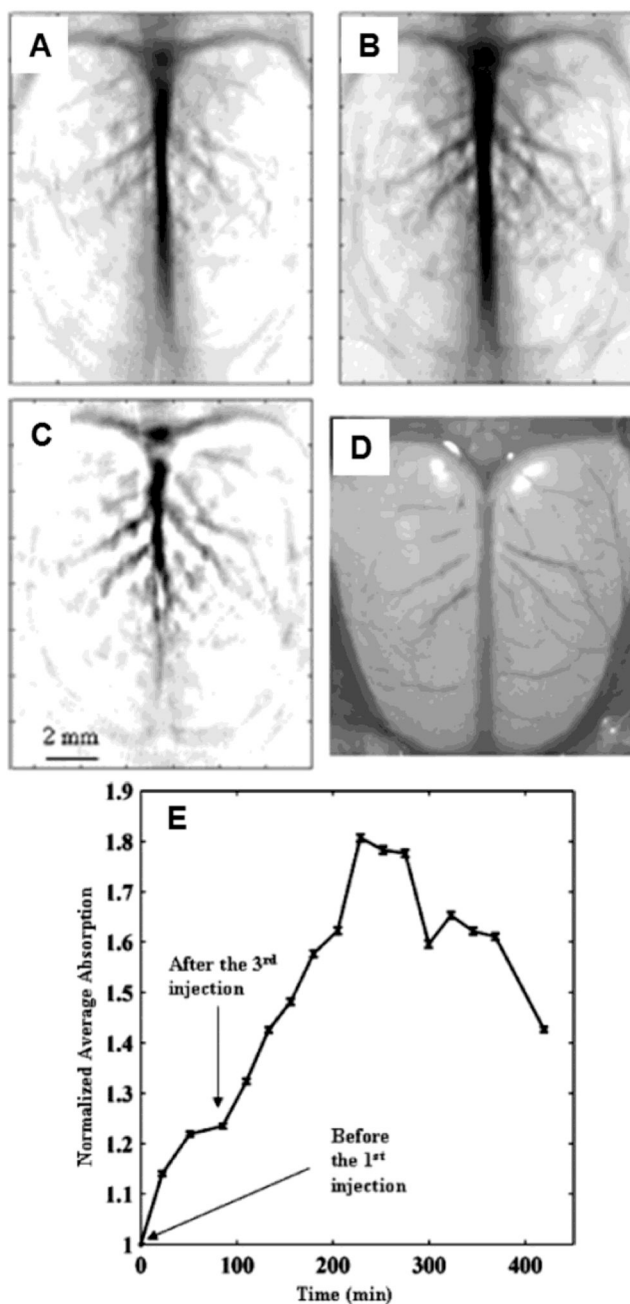 A
B
C
D
2 mm
E
1.9
1.8
1.7
1.6
1.5
1.4
1.3
1.2
1.1
1
Normalized Average Absorption
After the 3rd
injection
Before
the 1st
injection
0 100 200 300 400
Time (min)